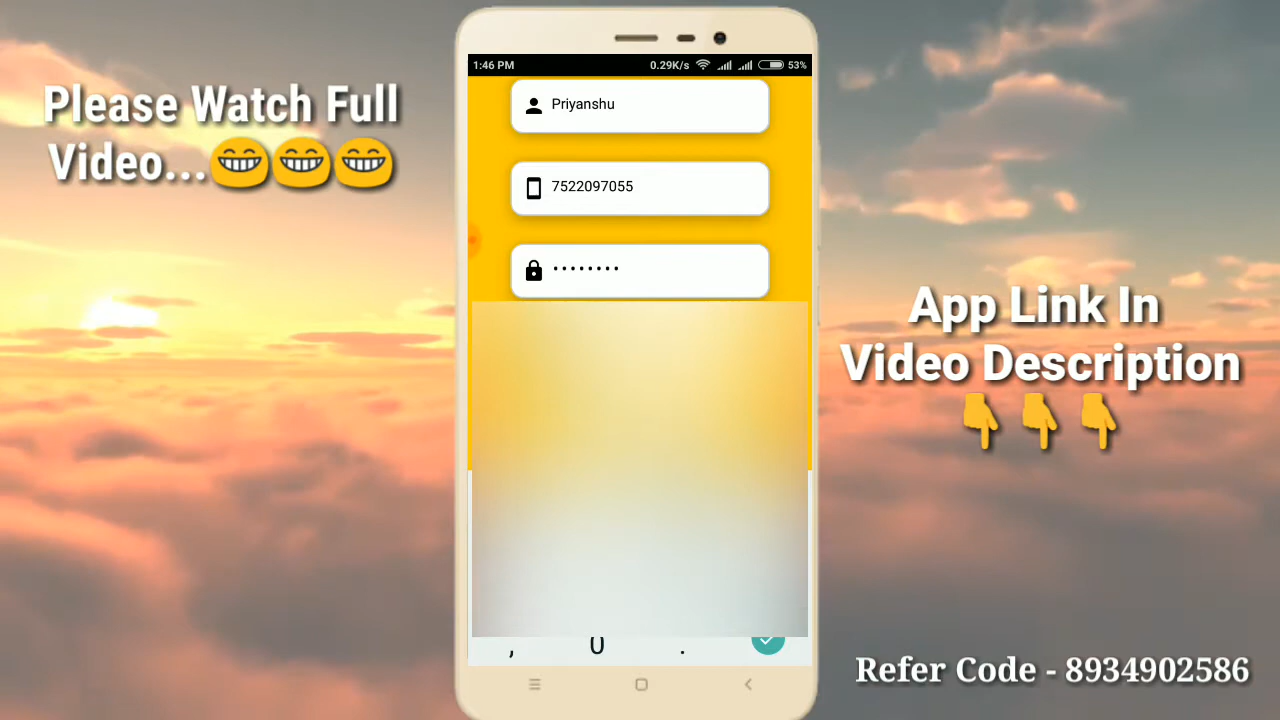 Please Watch Full
Video...😁😁😁
1:46 PM 0.29K/s 53%
Priyanshu
7522097055
••••••••
App Link In
Video Description
👇👇👇
, 0 .
Refer Code - 8934902586